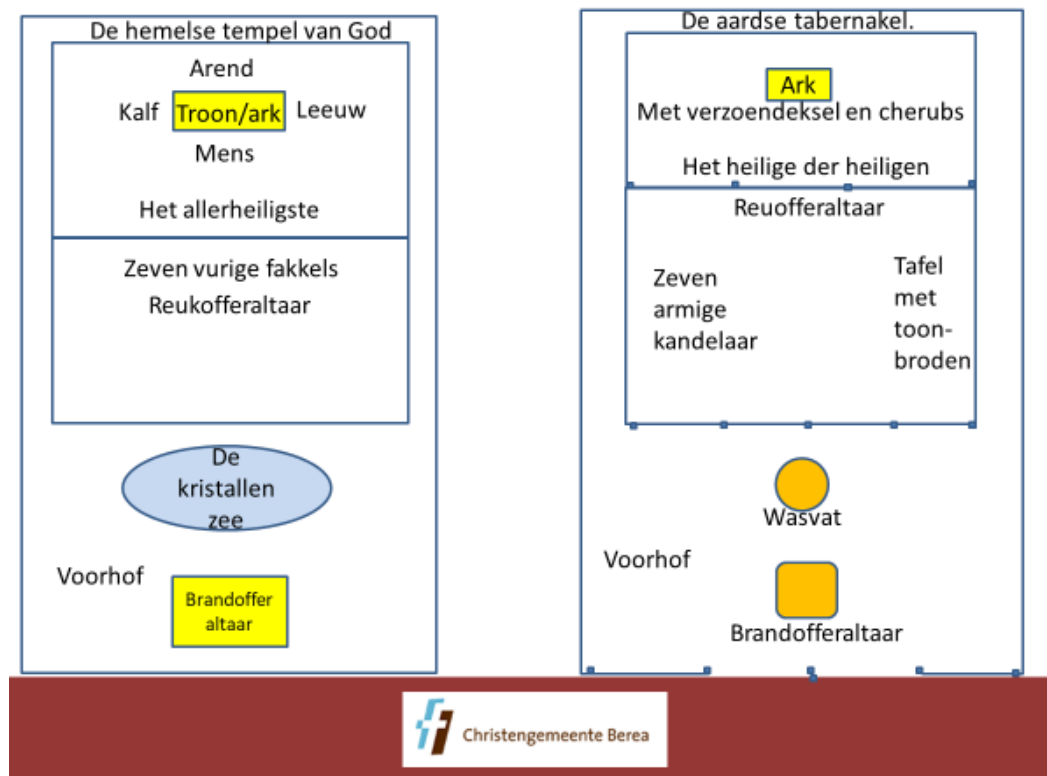 De hemelse tempel van God
Arend
Kalf
Troon/ark
Leeuw
Mens
Het allerheiligste
Zeven vurige fakkels
Reukofferaltaar
De
kristallen
zee
Voorhof
Brandoffer
altaar
De aardse tabernakel.
Ark
Met verzoendeksel en cherubs
Het heilige der heiligen
Reuofferaltaar
Zeven
armige
kandelaar
Tafel
met
toon-
broden
Wasvat
Voorhof
Brandofferaltaar
Christengemeente Berea